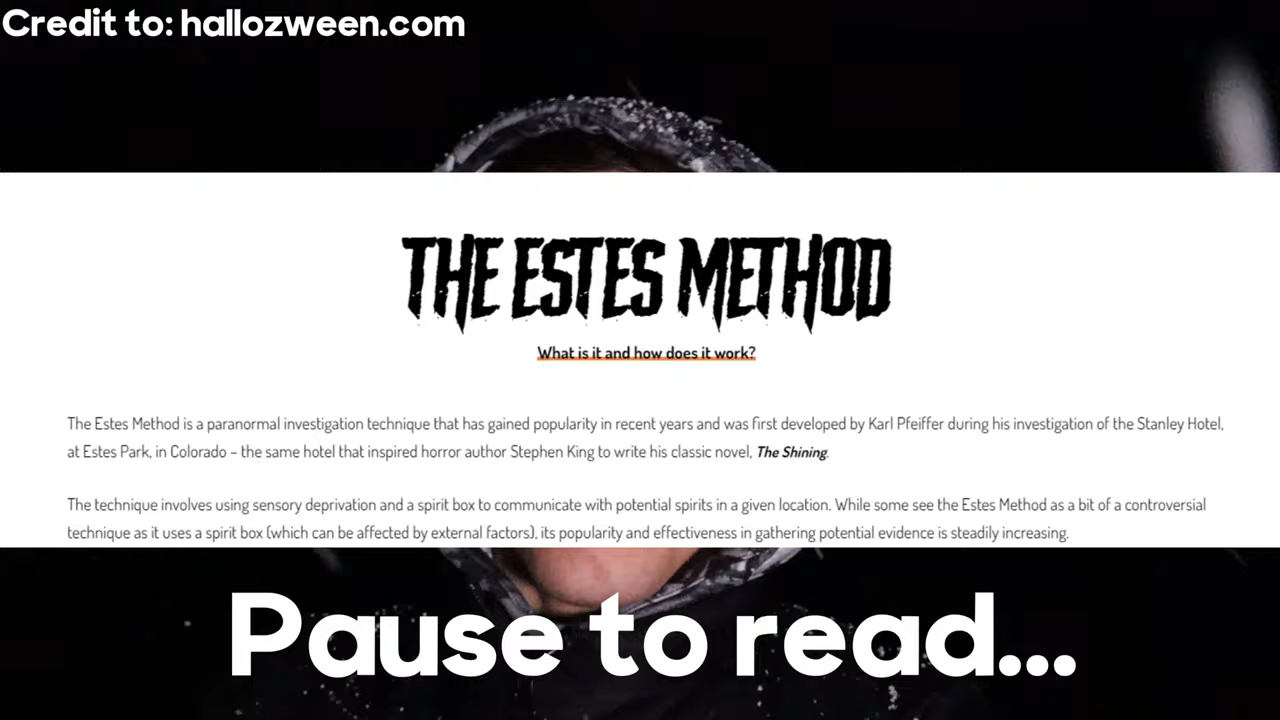 Credit to: hallozween.com
THE ESTES METHOD
What is it and how does it work?
The Estes Method is a paranormal investigation technique that has gained popularity in recent years and was first developed by Karl Pfeiffer during his investigation of the Stanley Hotel,
at Estes Park, in Colorado – the same hotel that inspired horror author Stephen King to write his classic novel, The Shining.
The technique involves using sensory deprivation and a spirit box to communicate with potential spirits in a given location. While some see the Estes Method as a bit of a controversial
technique as it uses a spirit box (which can be affected by external factors), its popularity and effectiveness in gathering potential evidence is steadily increasing.
Pause to read...